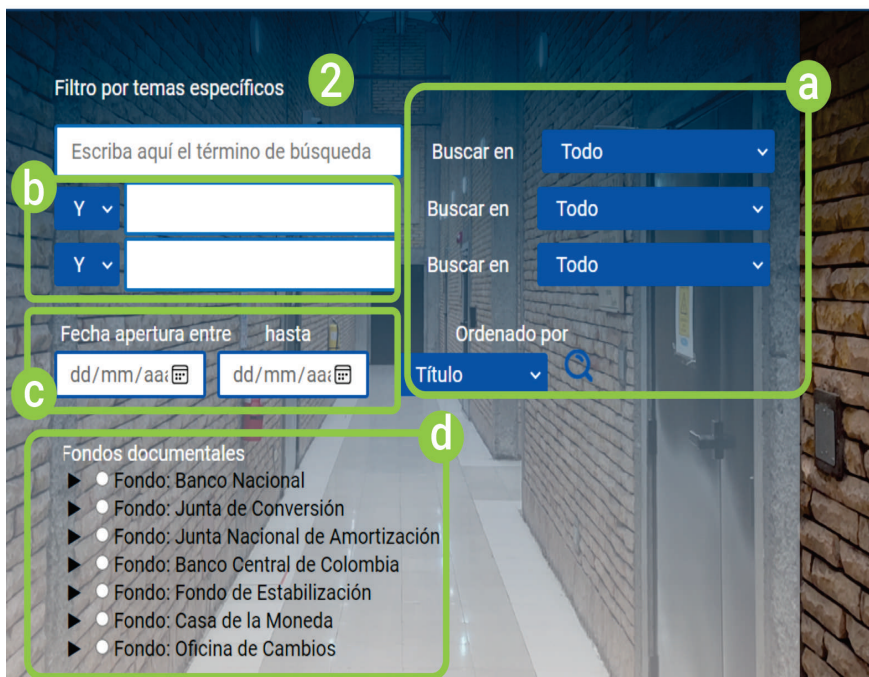 Filtro por temas específicos
2
a
Escriba aquí el término de búsqueda
Buscar en
Todo
b
Y
Buscar en
Todo
Y
Buscar en
Todo
Fecha apertura entre
hasta
Ordenado por
dd/mm/aaa
dd/mm/aaa
Título
c
d
Fondos documentales
Fondo: Banco Nacional
Fondo: Junta de Conversión
Fondo: Junta Nacional de Amortización
Fondo: Banco Central de Colombia
Fondo: Fondo de Estabilización
Fondo: Casa de la Moneda
Fondo: Oficina de Cambios